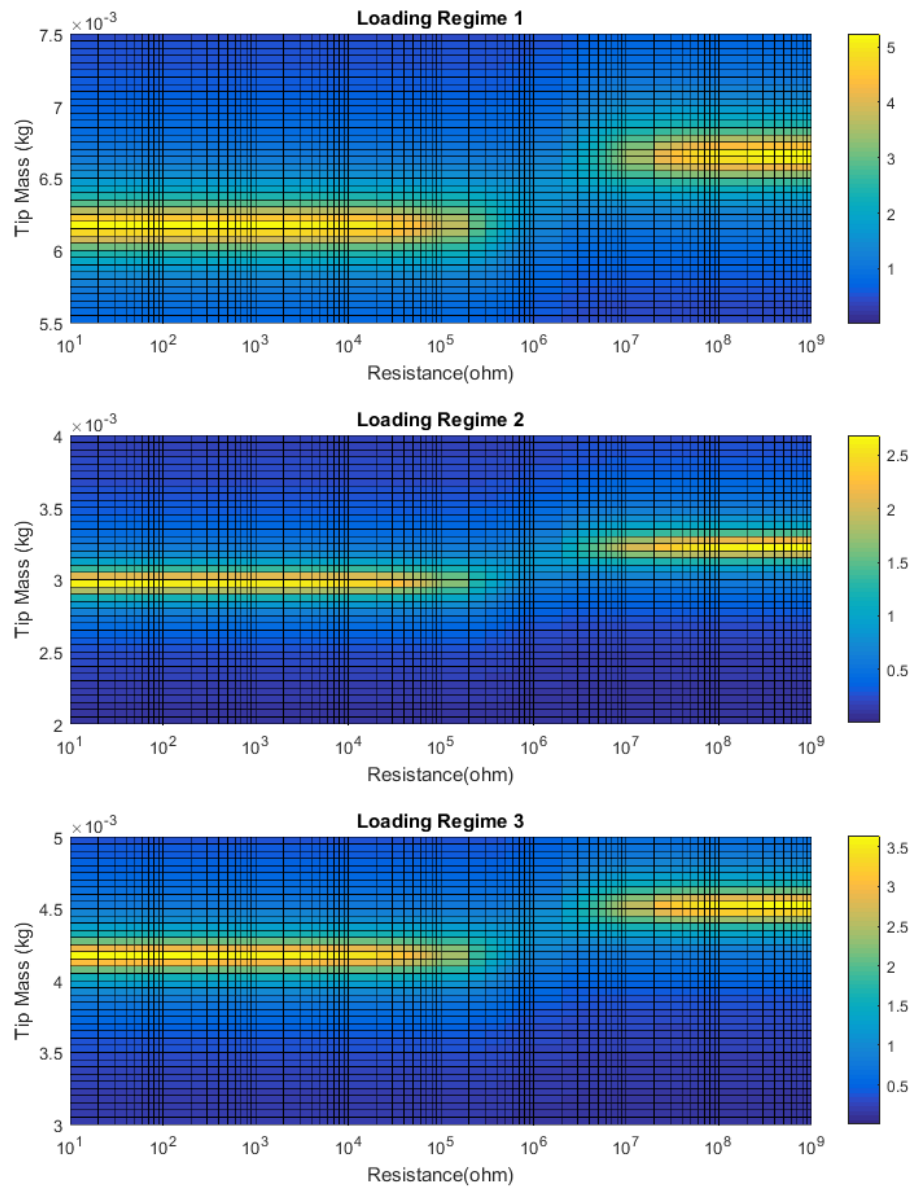 Loading Regime 1
×10⁻³
7.5
7
6.5
6
5.5
Tip Mass (kg)
10¹ 10² 10³ 10⁴ 10⁵ 10⁶ 10⁷ 10⁸ 10⁹
Resistance(ohm)
5
4
3
2
1
Loading Regime 2
×10⁻³
4
3.5
3
2.5
2
Tip Mass (kg)
10¹ 10² 10³ 10⁴ 10⁵ 10⁶ 10⁷ 10⁸ 10⁹
Resistance(ohm)
2.5
2
1.5
1
0.5
Loading Regime 3
×10⁻³
5
4.5
4
3.5
3
Tip Mass (kg)
10¹ 10² 10³ 10⁴ 10⁵ 10⁶ 10⁷ 10⁸ 10⁹
Resistance(ohm)
3.5
3
2.5
2
1.5
1
0.5